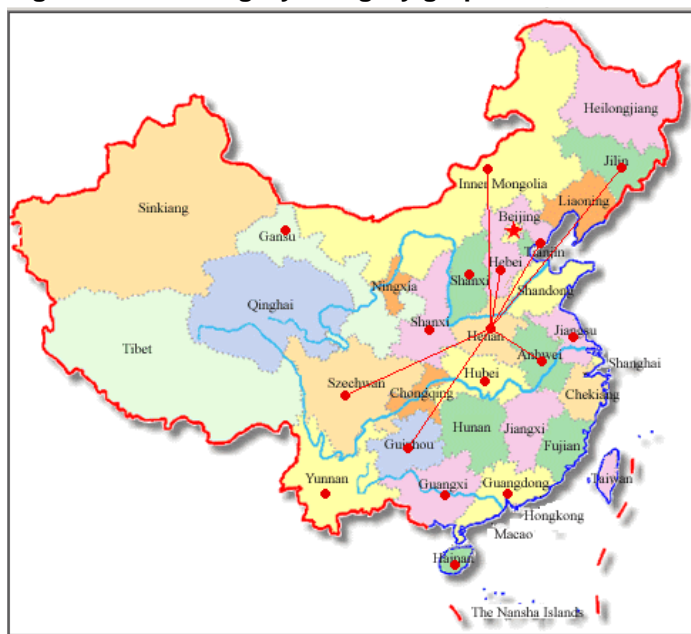 Heilongjiang
Jilin
Inner Mongolia
Liaoning
Sinkiang
Beijing
Gansu
Tianjin
Hebei
Shanxi
Ningxia
Shandong
Qinghai
Shanxi
Henan
Jiangsu
Tibet
Anhwei
Shanghai
Hubei
Szechwan
Chongqing
Chekiang
Hunan
Jiangxi
Guizhou
Fujian
Yunnan
Guangxi
Guangdong
Taiwan
Hongkong
Macao
Hainan
The Nansha Islands